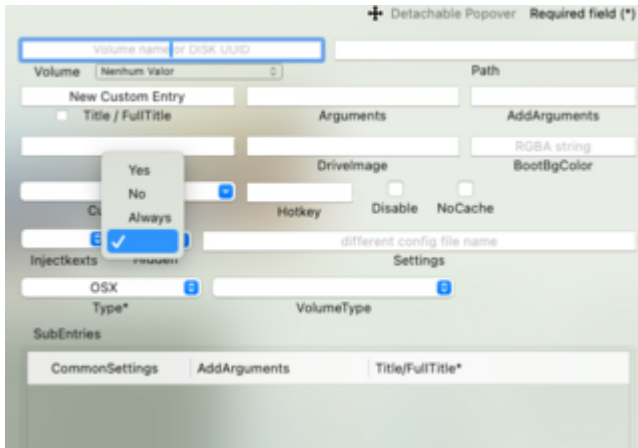 Detachable Popover Required field (*)
Volume name or DISK UUID
Volume Nenhum Valor Path
New Custom Entry
Title / FullTitle Arguments AddArguments
RGBA string
Yes DriveImage BootBgColor
No
Always Hotkey Disable NoCache
different config file name
Injectkexts Hidden Settings
OSX
Type* VolumeType
SubEntries
CommonSettings AddArguments Title/FullTitle*